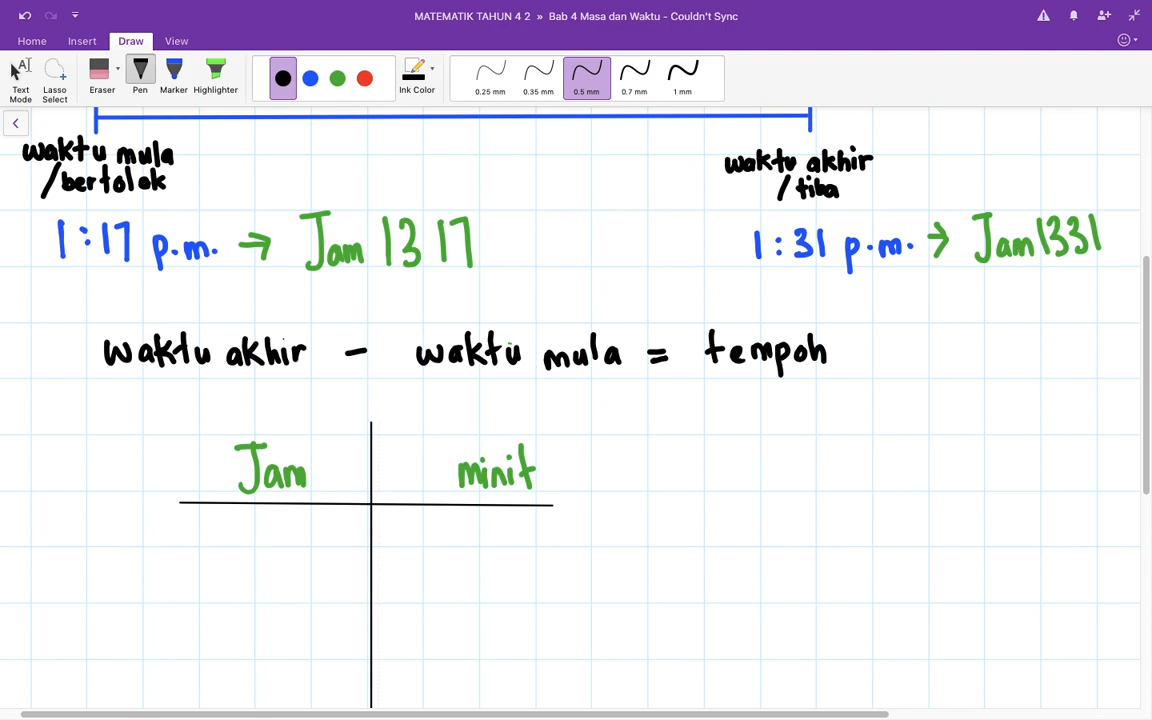 MATEMATIK TAHUN 4 2 » Bab 4 Masa dan Waktu - Couldn't Sync
Home Insert Draw View
Text Mode Lasso Select Eraser Pen Marker Highlighter Ink Color 0.25 mm 0.35 mm 0.5 mm 0.7 mm 1 mm
waktu mula
/bertolok
waktu akhir
/tiba
1:17 p.m. → Jam 1317
1:31 p.m. → Jam 1331
waktu akhir - waktu mula = tempoh
Jam minit